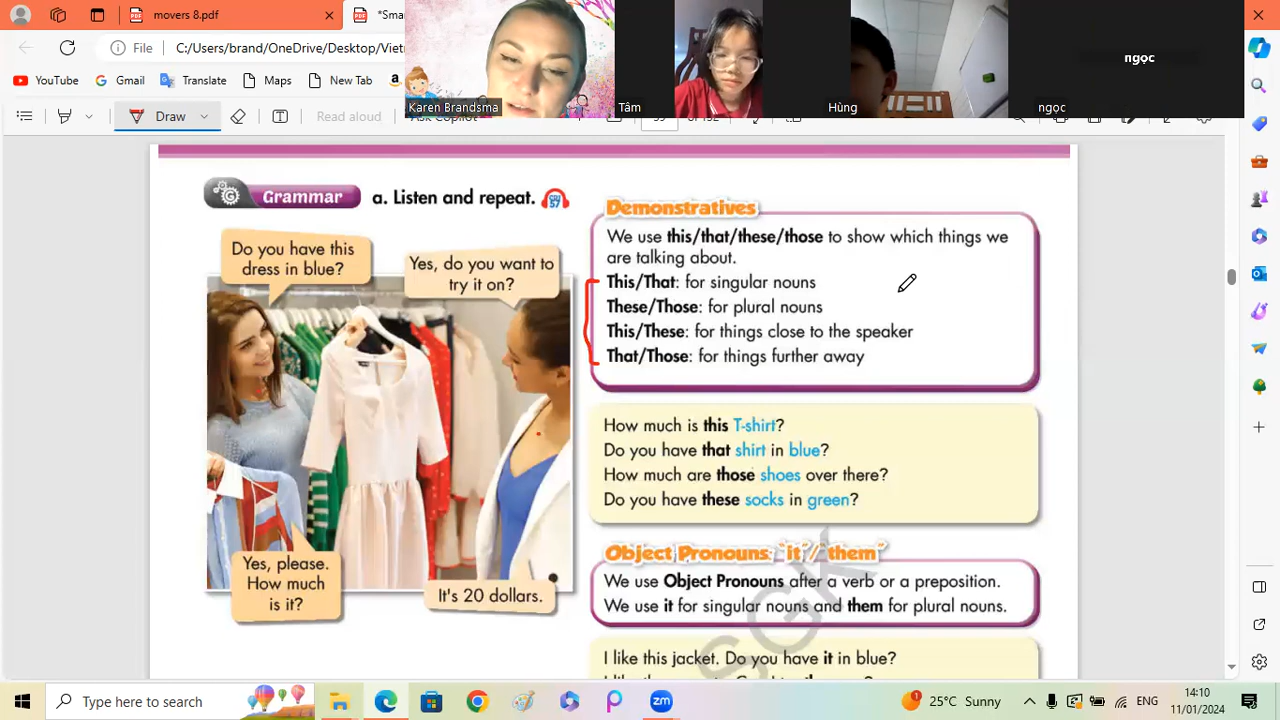 movers 8.pdf
File
C:/Users/brand/OneDrive/Desktop/Viet
YouTube
Gmail
Translate
Maps
New Tab
Karen Brandsma
Tâm
Hùng
ngọc
ngọc
Draw
Read aloud
Ask Copilot
Grammar
a. Listen and repeat.
Do you have this
dress in blue?
Yes, do you want to
try it on?
Yes, please.
How much
is it?
It's 20 dollars.
Demonstratives
We use this/that/these/those to show which things we
are talking about.
This/That: for singular nouns
These/Those: for plural nouns
This/These: for things close to the speaker
That/Those: for things further away
How much is this T-shirt?
Do you have that shirt in blue?
How much are those shoes over there?
Do you have these socks in green?
Object Pronouns "it"/"them"
We use Object Pronouns after a verb or a preposition.
We use it for singular nouns and them for plural nouns.
I like this jacket. Do you have it in blue?
SGK
Type here to search
25°C Sunny
ENG
14:10
11/01/2024